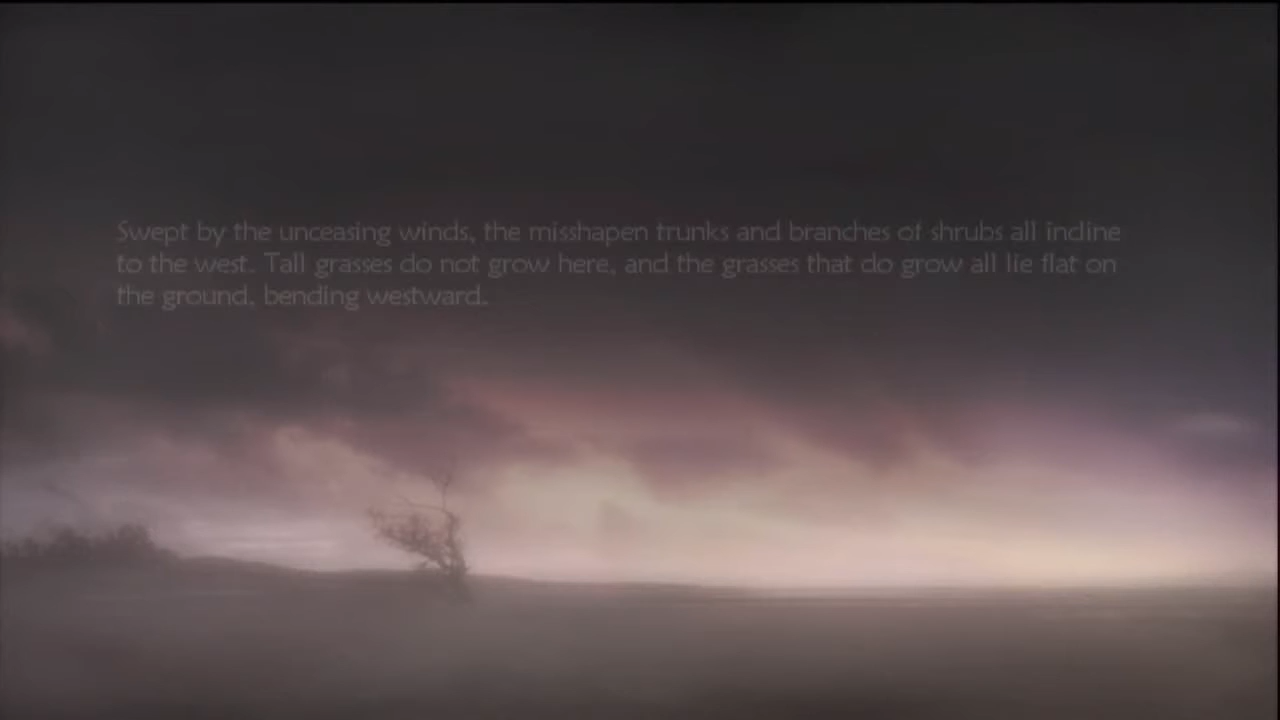 Swept by the unceasing winds, the misshapen trunks and branches of shrubs all incline
to the west. Tall grasses do not grow here, and the grasses that do grow all lie flat on
the ground, bending westward.